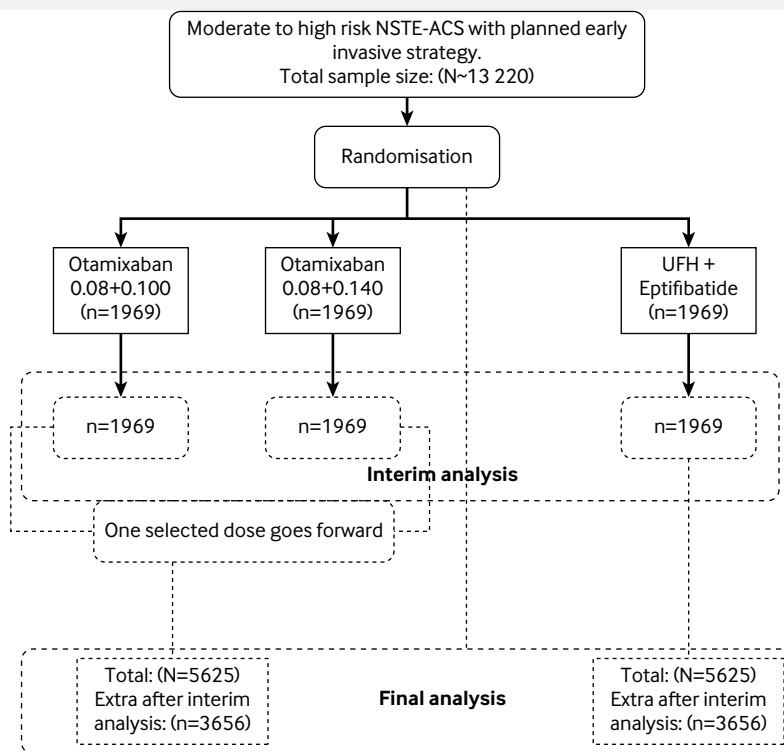 Moderate to high risk NSTE-ACS with planned early
invasive strategy.
Total sample size: (N~13 220)
Randomisation
Otamixaban
0.08+0.100
(n=1969)
Otamixaban
0.08+0.140
(n=1969)
UFH +
Eptifibatide
(n=1969)
n=1969
n=1969
n=1969
Interim analysis
One selected dose goes forward
Total: (N=5625)
Extra after interim
analysis: (n=3656)
Final analysis
Total: (N=5625)
Extra after interim
analysis: (n=3656)